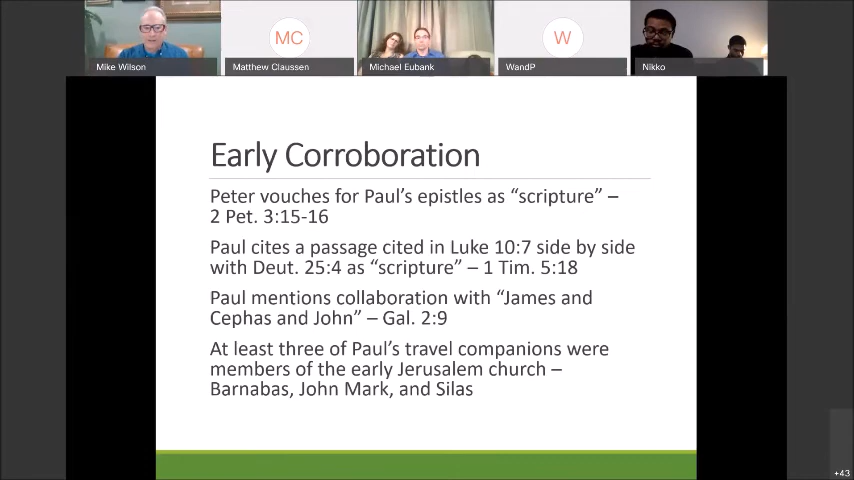 MC
W
Mike Wilson
Matthew Claussen
Michael Eubank
WandP
Nikko
Early Corroboration
Peter vouches for Paul’s epistles as “scripture” –
2 Pet. 3:15-16
Paul cites a passage cited in Luke 10:7 side by side
with Deut. 25:4 as “scripture” – 1 Tim. 5:18
Paul mentions collaboration with “James and
Cephas and John” – Gal. 2:9
At least three of Paul’s travel companions were
members of the early Jerusalem church –
Barnabas, John Mark, and Silas
+43